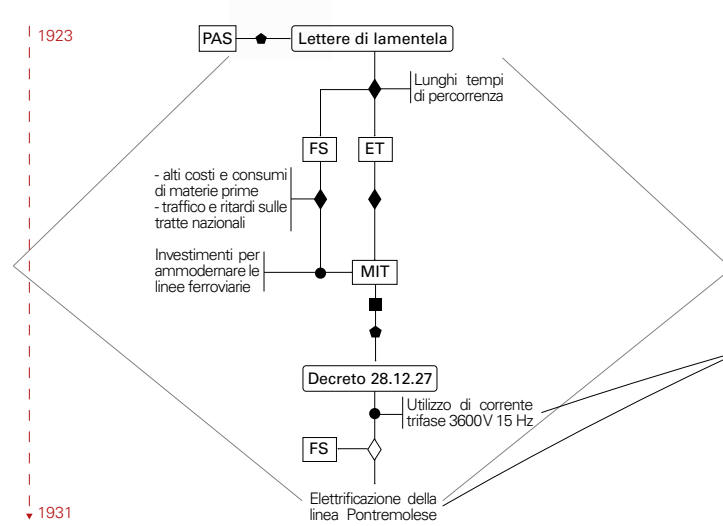 1923
PAS
Lettere di lamentela
Lunghi tempi
di percorrenza
FS
ET
- alti costi e consumi
di materie prime
- traffico e ritardi sulle
tratte nazionali
Investimenti per
ammodernare le
linee ferroviarie
MIT
Decreto 28.12.27
Utilizzo di corrente
trifase 3600V 15 Hz
FS
Elettrificazione della
linea Pontremolese
1931